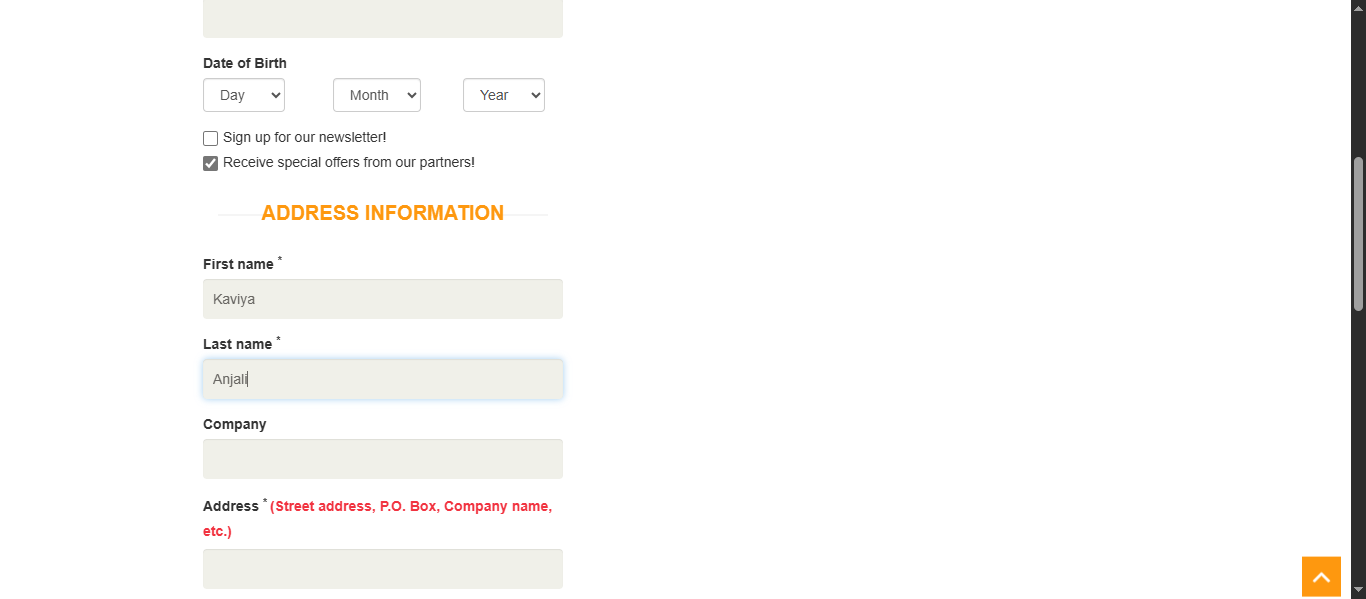 Date of Birth
Day Month Year
Sign up for our newsletter!
Receive special offers from our partners!
ADDRESS INFORMATION
First name *
Kaviya
Last name *
Anjali
Company
Address * (Street address, P.O. Box, Company name,
etc.)